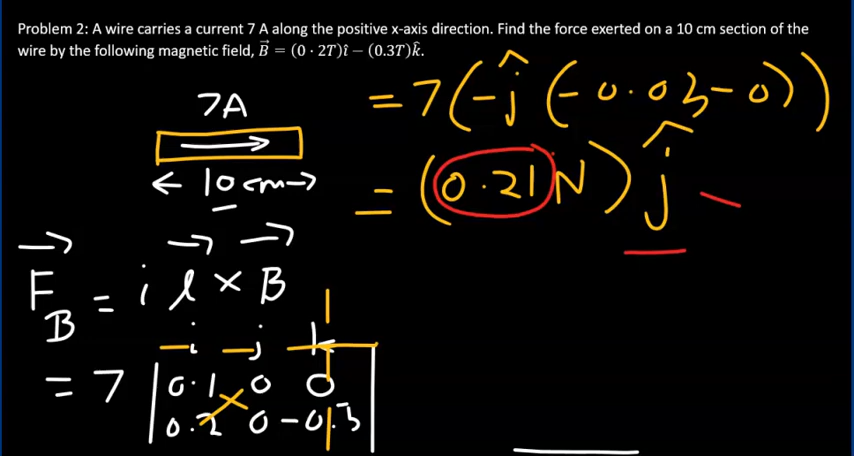 Problem 2: A wire carries a current 7 A along the positive x-axis direction. Find the force exerted on a 10 cm section of the
wire by the following magnetic field, B⃗ = (0 · 2T)î − (0.3T)k̂.
7A
← 10 cm →
F⃗_B = i l⃗ × B⃗
i j k
= 7 | 0.1 0 0 |
| 0.2 0 -0.3 |
= 7(-ĵ (-0.03-0))
= (0.21 N) ĵ